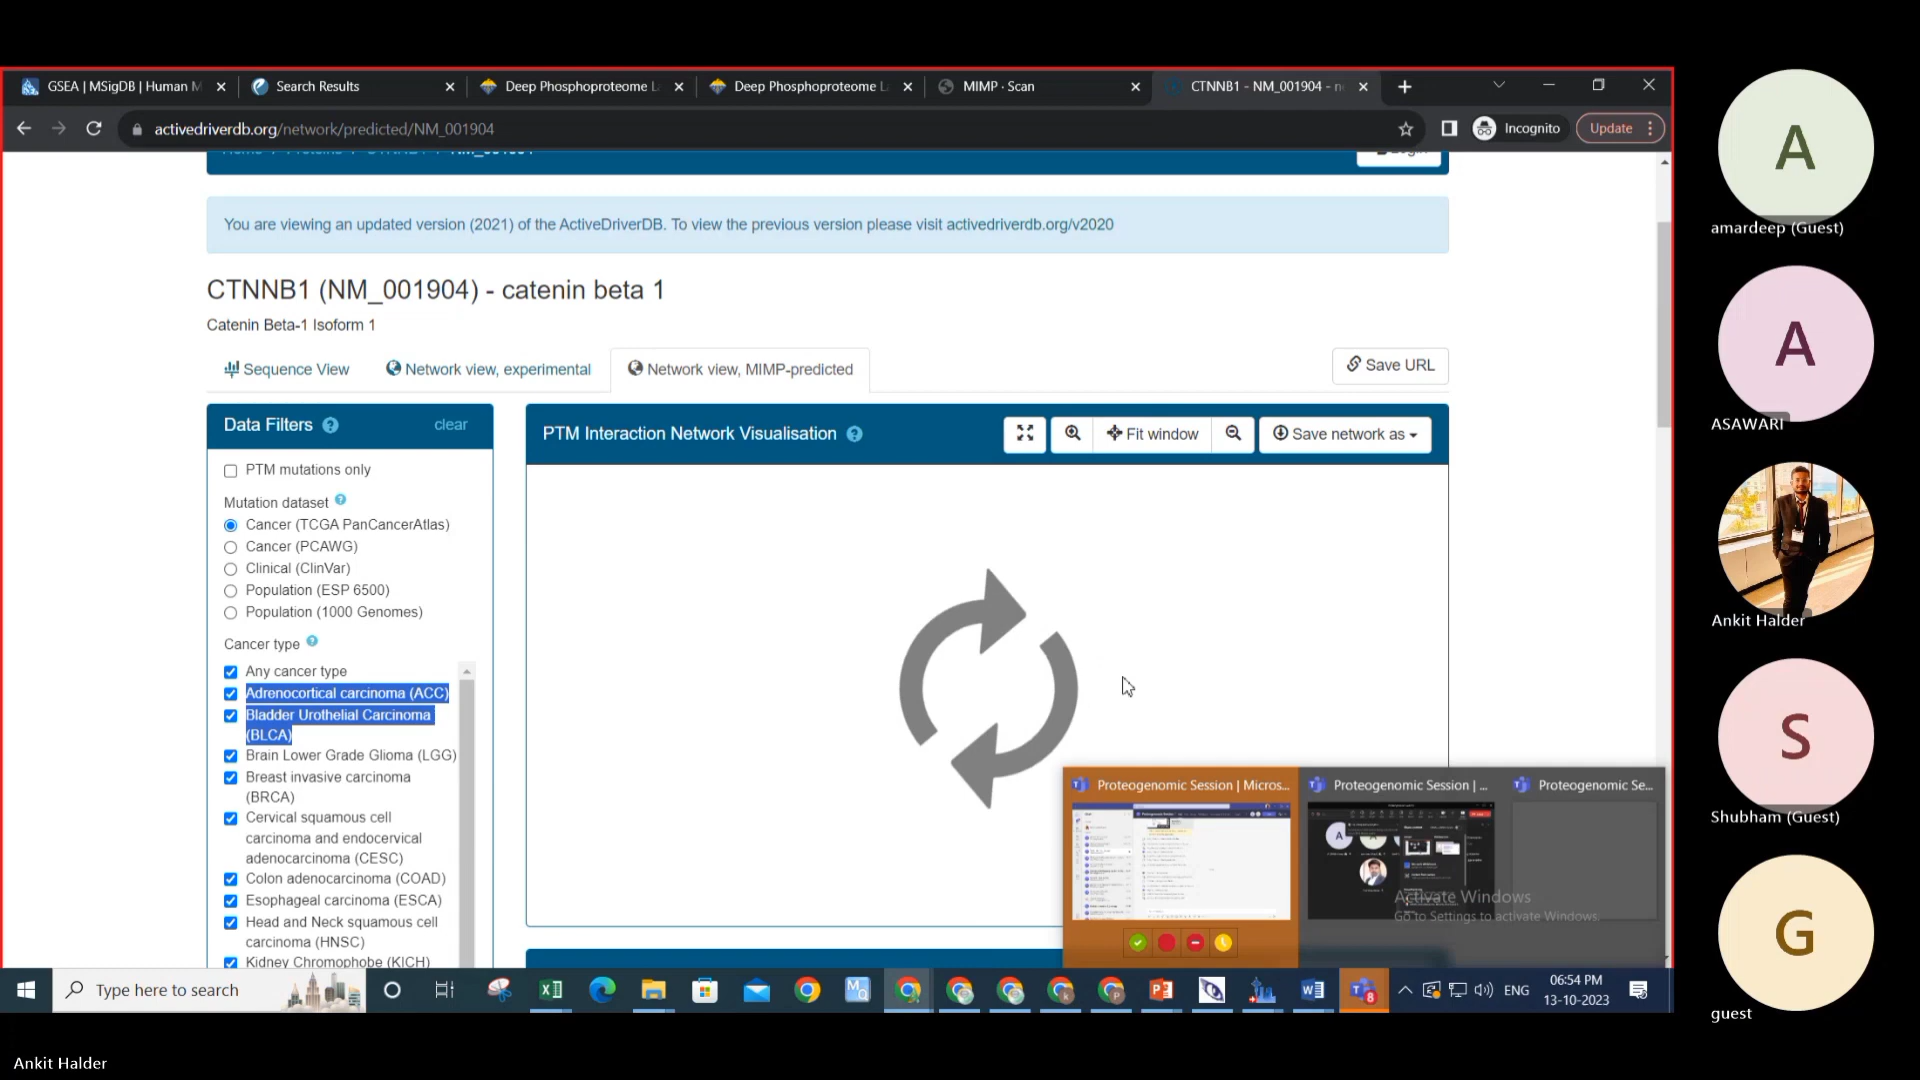 GSEA | MSigDB | Human M
Search Results
Deep Phosphoproteome L
Deep Phosphoproteome L
MIMP · Scan
CTNNB1 - NM_001904 - n
activedriverdb.org/network/predicted/NM_001904
Incognito
Update
You are viewing an updated version (2021) of the ActiveDriverDB. To view the previous version please visit activedriverdb.org/v2020
CTNNB1 (NM_001904) - catenin beta 1
Catenin Beta-1 Isoform 1
Sequence View
Network view, experimental
Network view, MIMP-predicted
Save URL
Data Filters ?
clear
PTM Interaction Network Visualisation ?
Fit window
Save network as
PTM mutations only
Mutation dataset ?
Cancer (TCGA PanCancerAtlas)
Cancer (PCAWG)
Clinical (ClinVar)
Population (ESP 6500)
Population (1000 Genomes)
Cancer type ?
Any cancer type
Adrenocortical carcinoma (ACC)
Bladder Urothelial Carcinoma
(BLCA)
Brain Lower Grade Glioma (LGG)
Breast invasive carcinoma
(BRCA)
Cervical squamous cell
carcinoma and endocervical
adenocarcinoma (CESC)
Colon adenocarcinoma (COAD)
Esophageal carcinoma (ESCA)
Head and Neck squamous cell
carcinoma (HNSC)
Kidney Chromophobe (KICH)
Proteogenomic Session | Micros...
Proteogenomic Session | ...
Proteogenomic Se...
Activate Windows
Go to Settings to activate Windows.
Type here to search
ENG
06:54 PM
13-10-2023
A
amardeep (Guest)
A
ASAWARI
Ankit Halder
S
Shubham (Guest)
G
guest
Ankit Halder